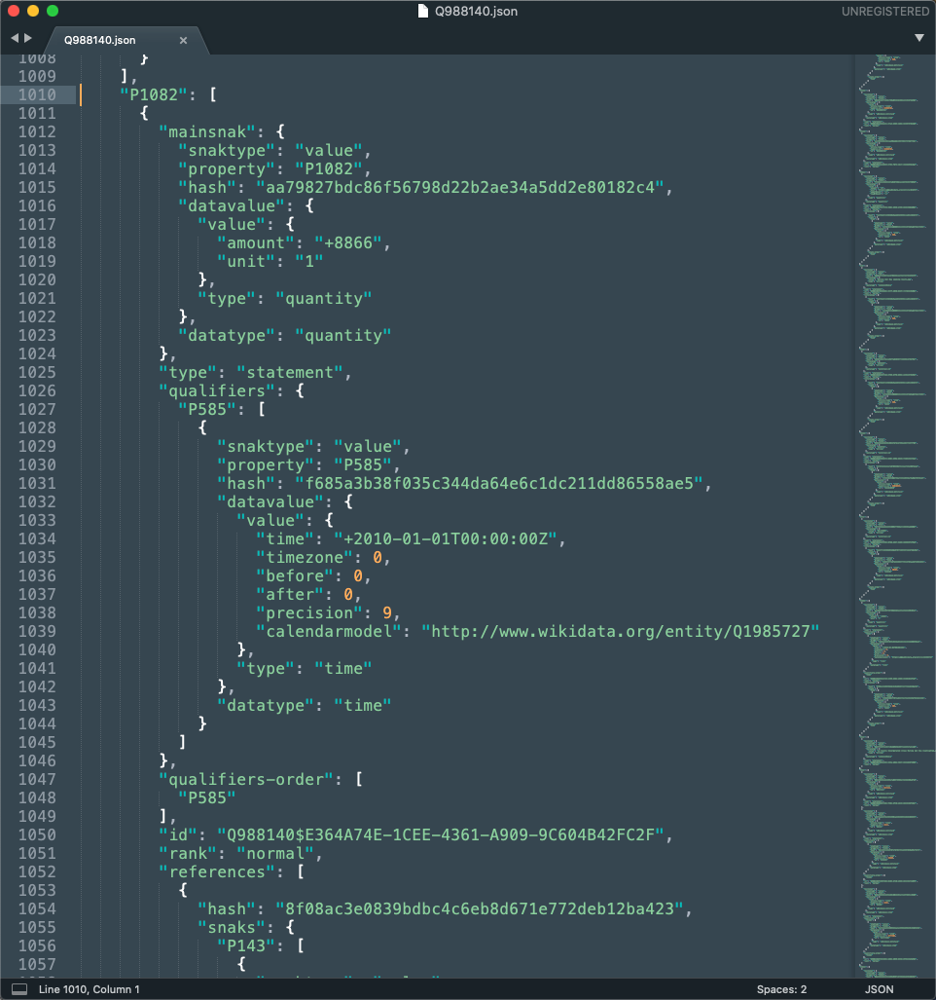 Q988140.json
UNREGISTERED
Q988140.json ×
1008 }
1009 ],
1010 "P1082": [
1011 {
1012 "mainsnak": {
1013 "snaktype": "value",
1014 "property": "P1082",
1015 "hash": "aa79827bdc86f56798d22b2ae34a5dd2e80182c4",
1016 "datavalue": {
1017 "value": {
1018 "amount": "+8866",
1019 "unit": "1"
1020 },
1021 "type": "quantity"
1022 },
1023 "datatype": "quantity"
1024 },
1025 "type": "statement",
1026 "qualifiers": {
1027 "P585": [
1028 {
1029 "snaktype": "value",
1030 "property": "P585",
1031 "hash": "f685a3b38f035c344da64e6c1dc211dd86558ae5",
1032 "datavalue": {
1033 "value": {
1034 "time": "+2010-01-01T00:00:00Z",
1035 "timezone": 0,
1036 "before": 0,
1037 "after": 0,
1038 "precision": 9,
1039 "calendarmodel": "http://www.wikidata.org/entity/Q1985727"
1040 },
1041 "type": "time"
1042 },
1043 "datatype": "time"
1044 }
1045 ]
1046 },
1047 "qualifiers-order": [
1048 "P585"
1049 ],
1050 "id": "Q988140$E364A74E-1CEE-4361-A909-9C604B42FC2F",
1051 "rank": "normal",
1052 "references": [
1053 {
1054 "hash": "8f08ac3e0839bdbc4c6eb8d671e772deb12ba423",
1055 "snaks": {
1056 "P143": [
1057 {
Line 1010, Column 1
Spaces: 2
JSON